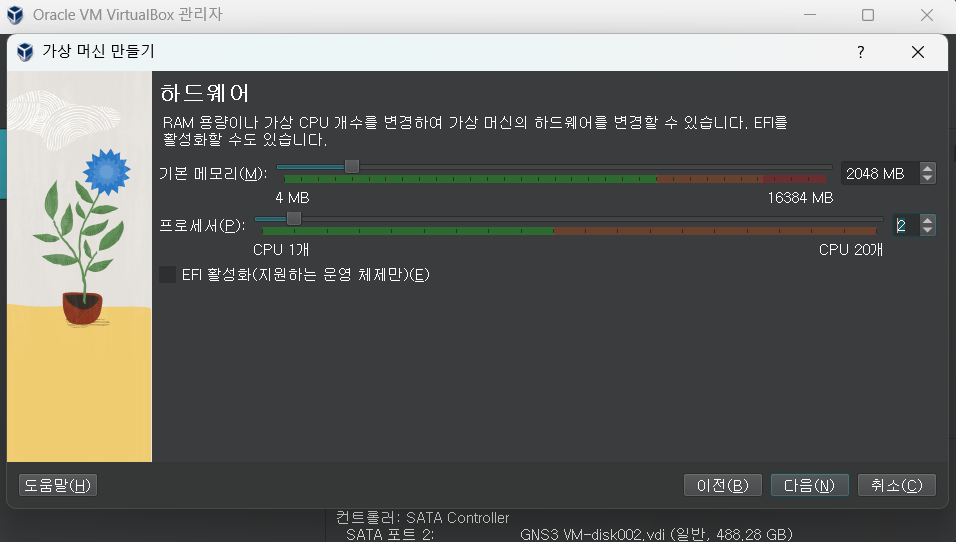 Oracle VM VirtualBox 관리자
가상 머신 만들기
?
하드웨어
RAM 용량이나 가상 CPU 개수를 변경하여 가상 머신의 하드웨어를 변경할 수 있습니다. EFI를
활성화할 수도 있습니다.
기본 메모리(M): 2048 MB
4 MB 16384 MB
프로세서(P): 2
CPU 1개 CPU 20개
EFI 활성화(지원하는 운영 체제만)(E)
도움말(H) 이전(B) 다음(N) 취소(C)
컨트롤러: SATA Controller
SATA 포트 2: GNS3 VM-disk002.vdi (일반, 488.28 GB)